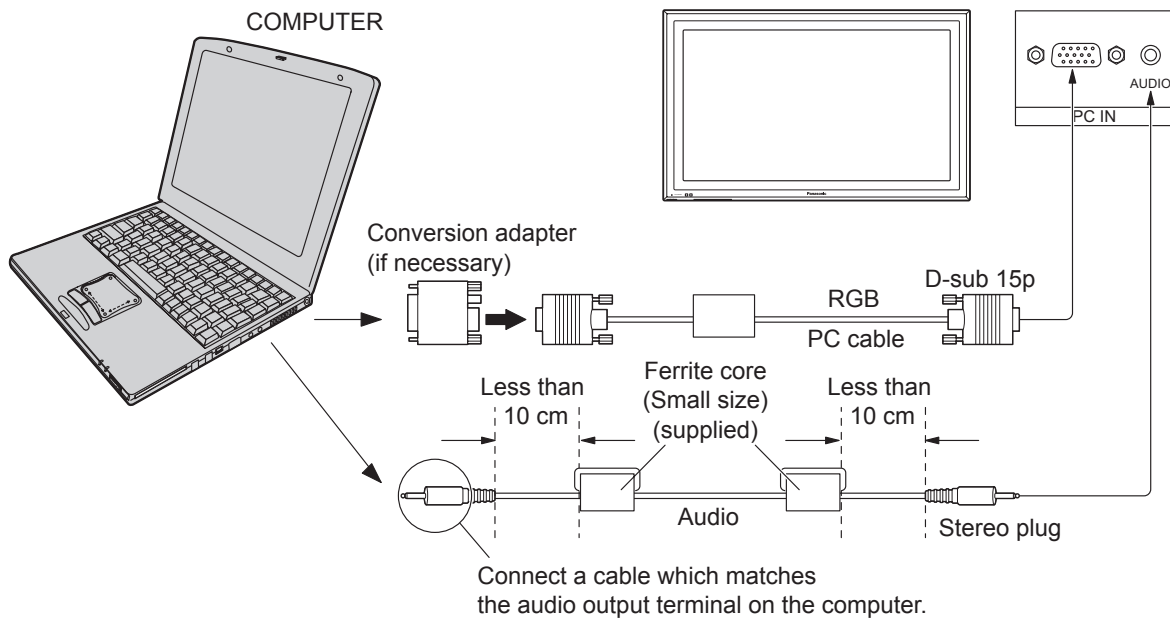 COMPUTER
AUDIO
PC IN
Panasonic
Conversion adapter
(if necessary)
D-sub 15p
RGB
PC cable
Less than
10 cm
Ferrite core
(Small size)
(supplied)
Less than
10 cm
Audio
Stereo plug
Connect a cable which matches
the audio output terminal on the computer.